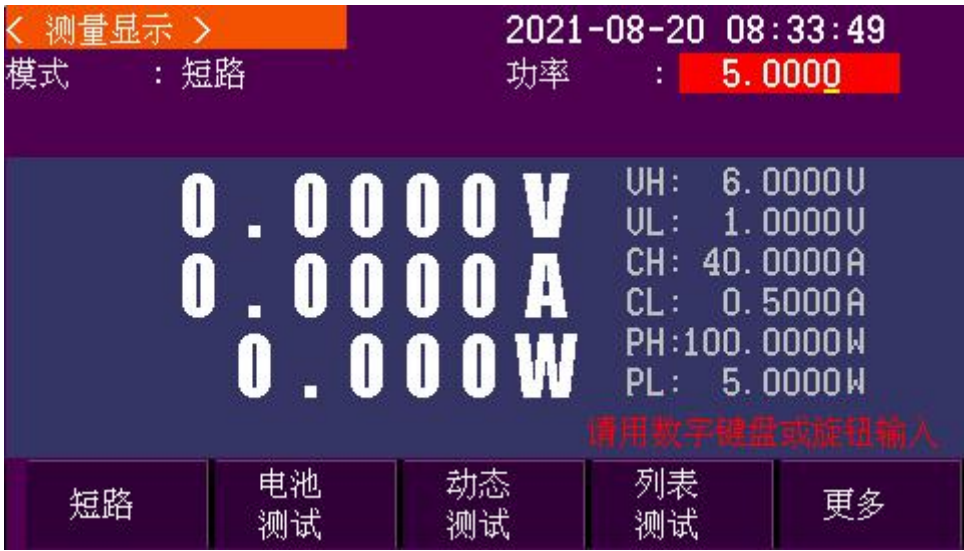 < 测量显示 > 2021-08-20 08:33:49
模式 : 短路 功率 : 5.0000
0.0000V
0.0000A
0.000W
VH: 6.0000V
VL: 1.0000V
CH: 40.0000A
CL: 0.5000A
PH:100.0000W
PL: 5.0000W
请用数字键盘或旋钮输入
短路
电池
测试
动态
测试
列表
测试
更多